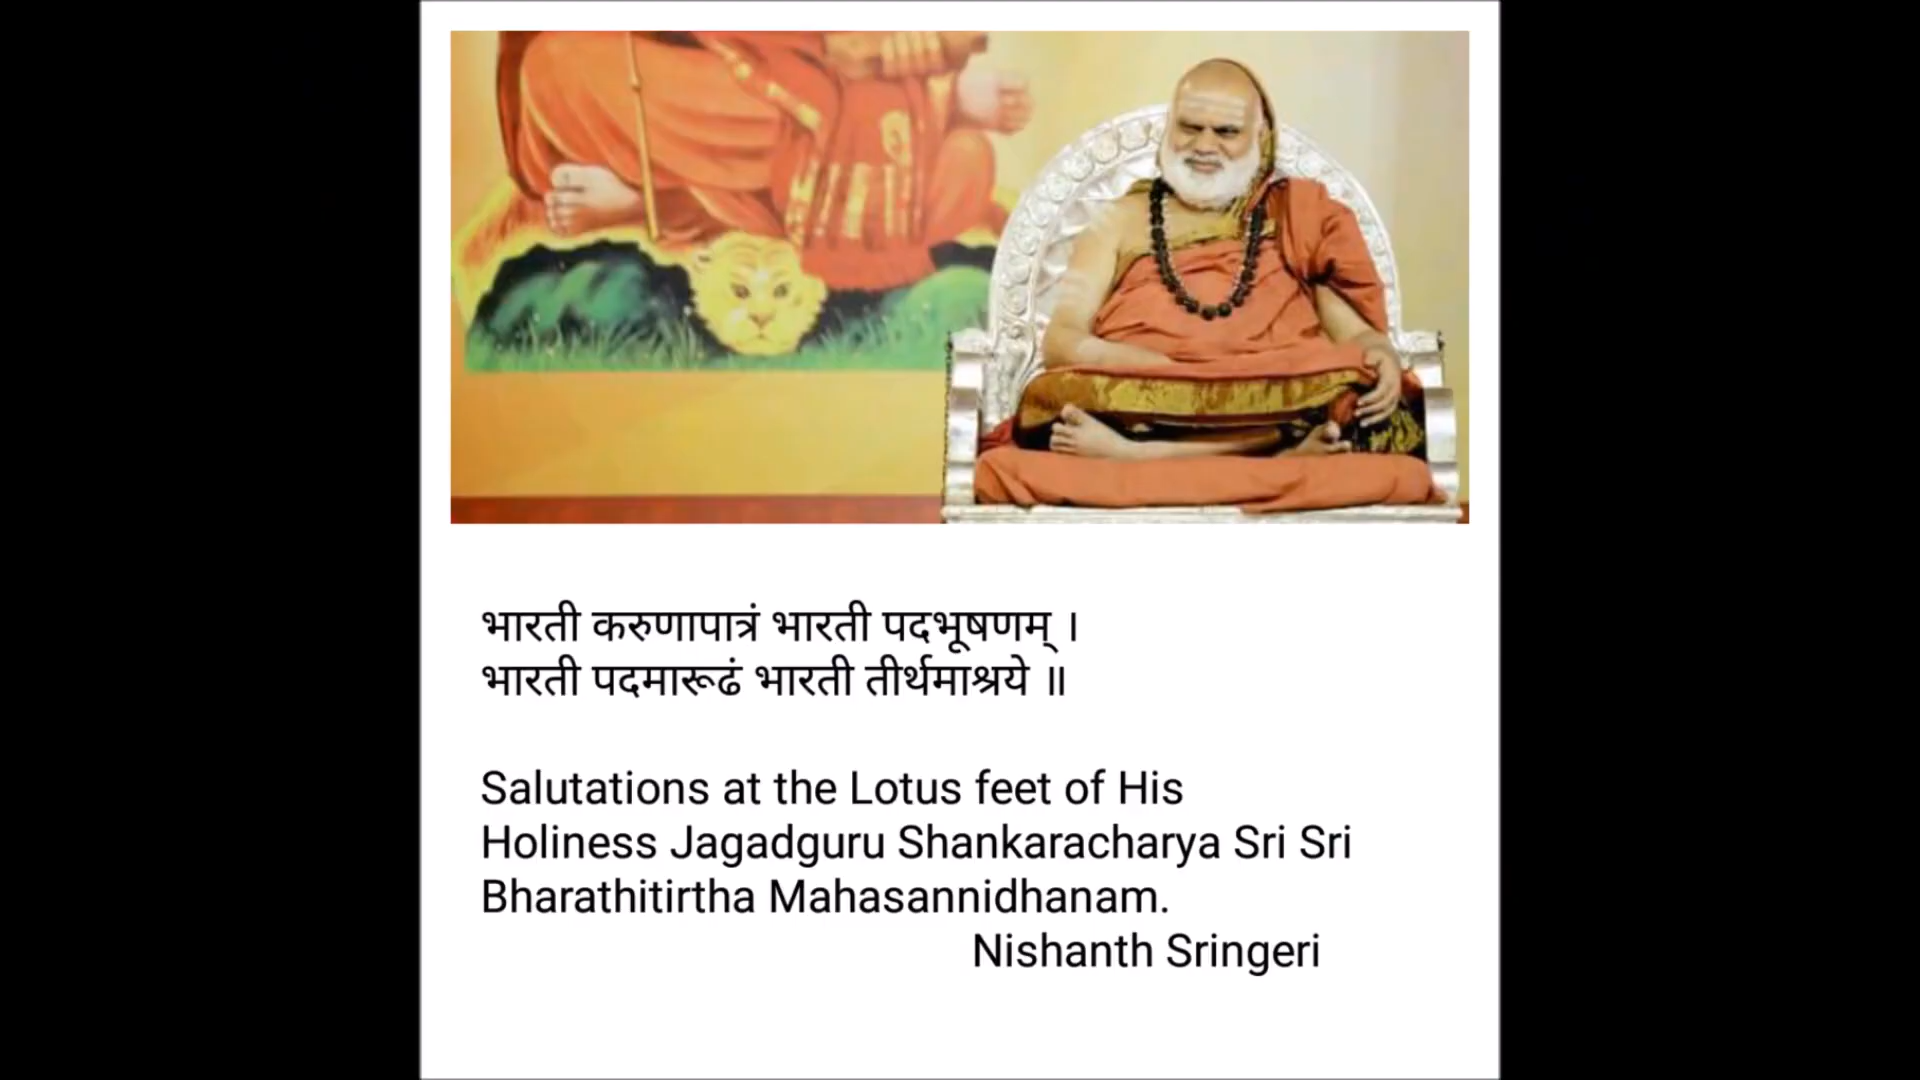 भारती करुणापात्रं भारती पदभूषणम् ।
भारती पदमारूढं भारती तीर्थमाश्रये ॥
Salutations at the Lotus feet of His
Holiness Jagadguru Shankaracharya Sri Sri
Bharathitirtha Mahasannidhanam.
Nishanth Sringeri